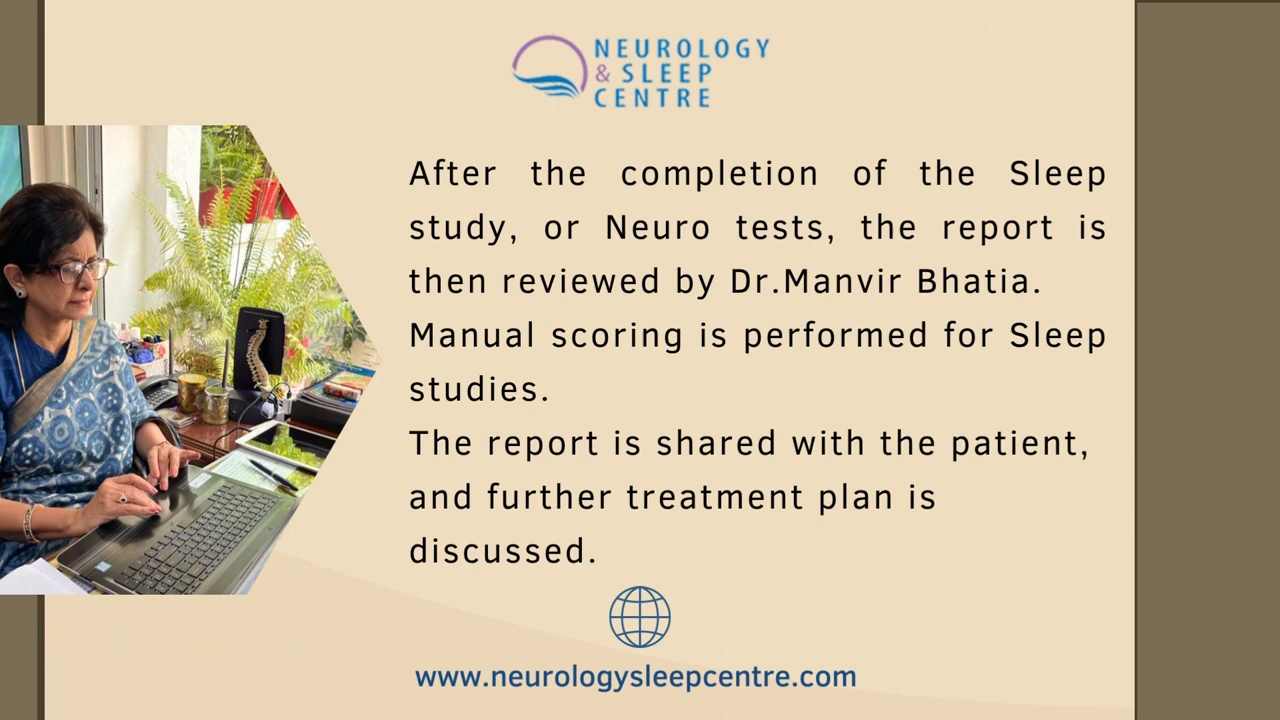 NEUROLOGY
& SLEEP
CENTRE
After the completion of the Sleep
study, or Neuro tests, the report is
then reviewed by Dr.Manvir Bhatia.
Manual scoring is performed for Sleep
studies.
The report is shared with the patient,
and further treatment plan is
discussed.
www.neurologysleepcentre.com